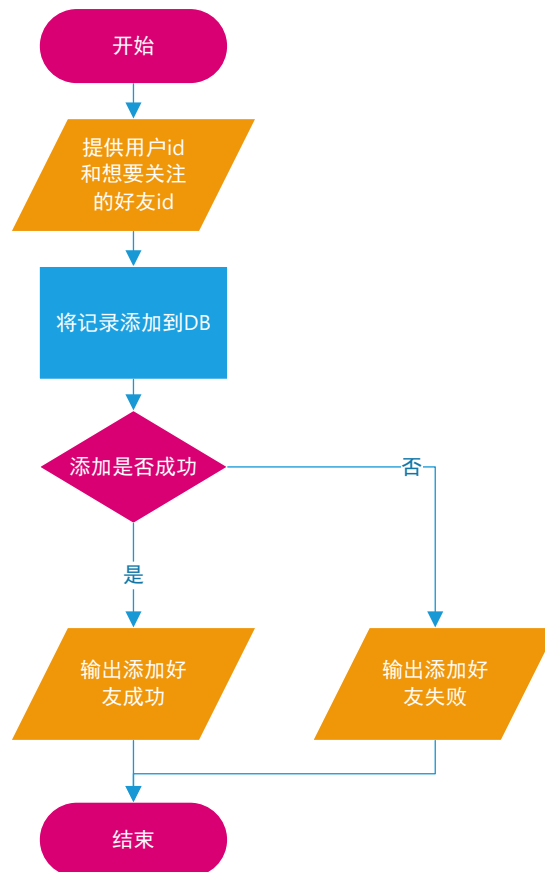 开始
提供用户id
和想要关注
的好友id
将记录添加到DB
添加是否成功
否
是
输出添加好
友成功
输出添加好
友失败
结束